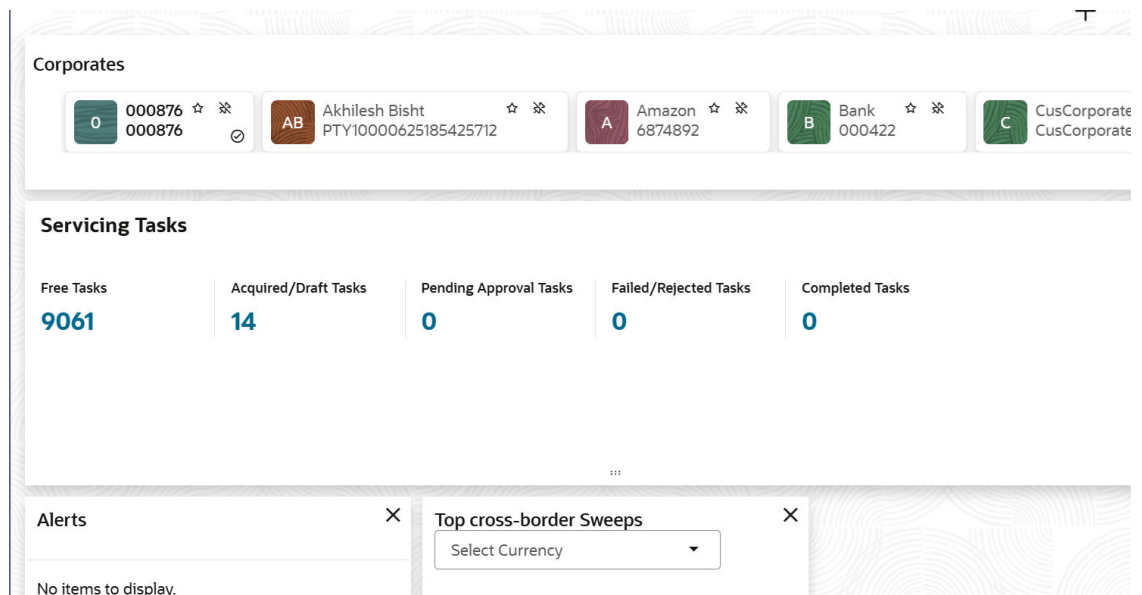 Corporates
0 000876
000876
AB Akhilesh Bisht
PTY10000625185425712
A Amazon
6874892
B Bank
000422
C CusCorporate
CusCorporate
Servicing Tasks
Free Tasks Acquired/Draft Tasks Pending Approval Tasks Failed/Rejected Tasks Completed Tasks
9061 14 0 0 0
Alerts
Top cross-border Sweeps
Select Currency
No items to display.